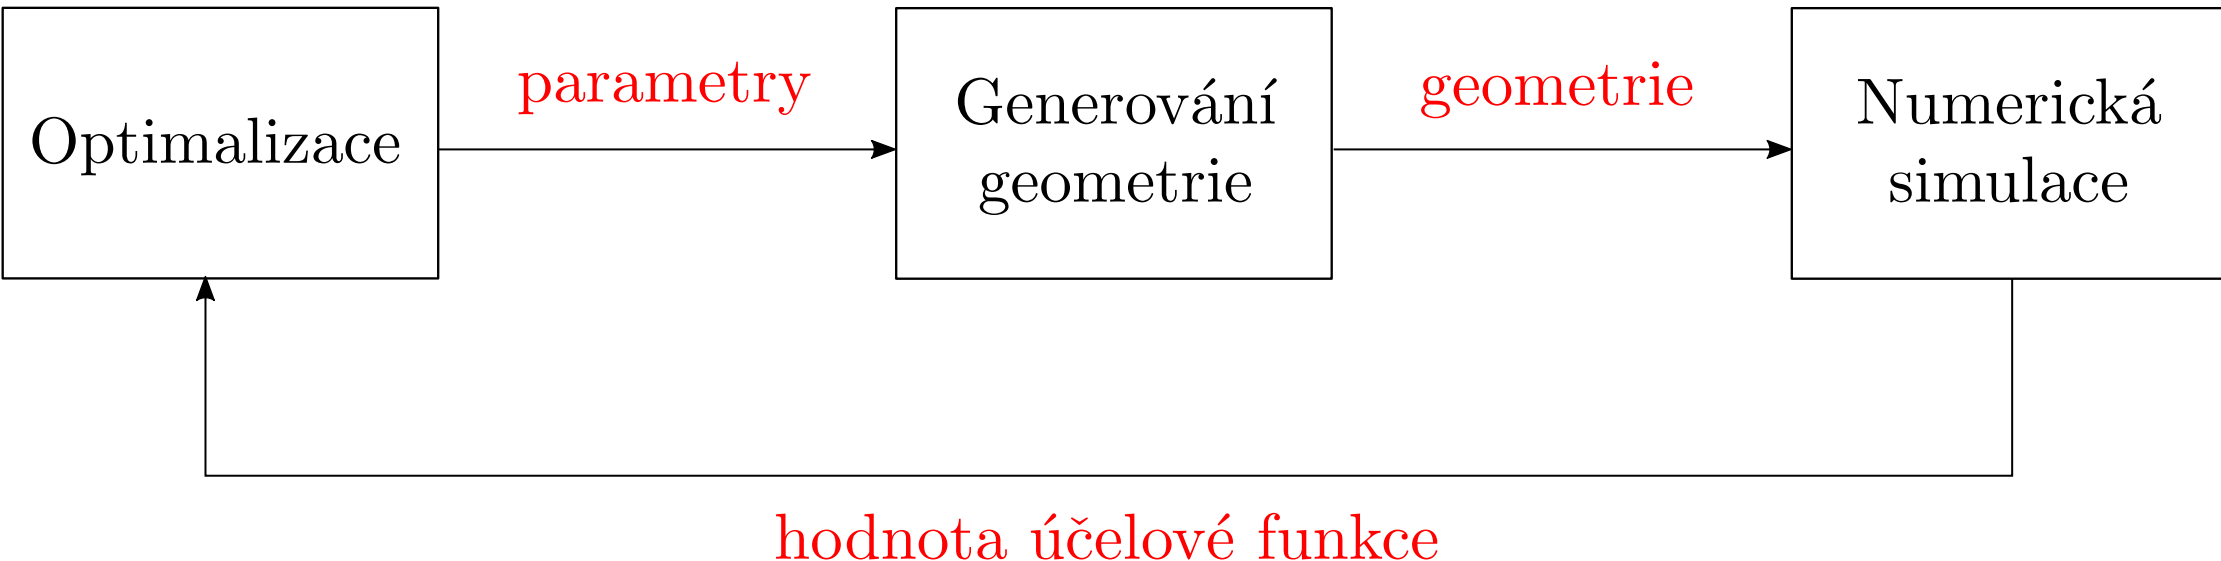 Optimalizace
parametry
Generování
geometrie
geometrie
Numerická
simulace
hodnota účelové funkce